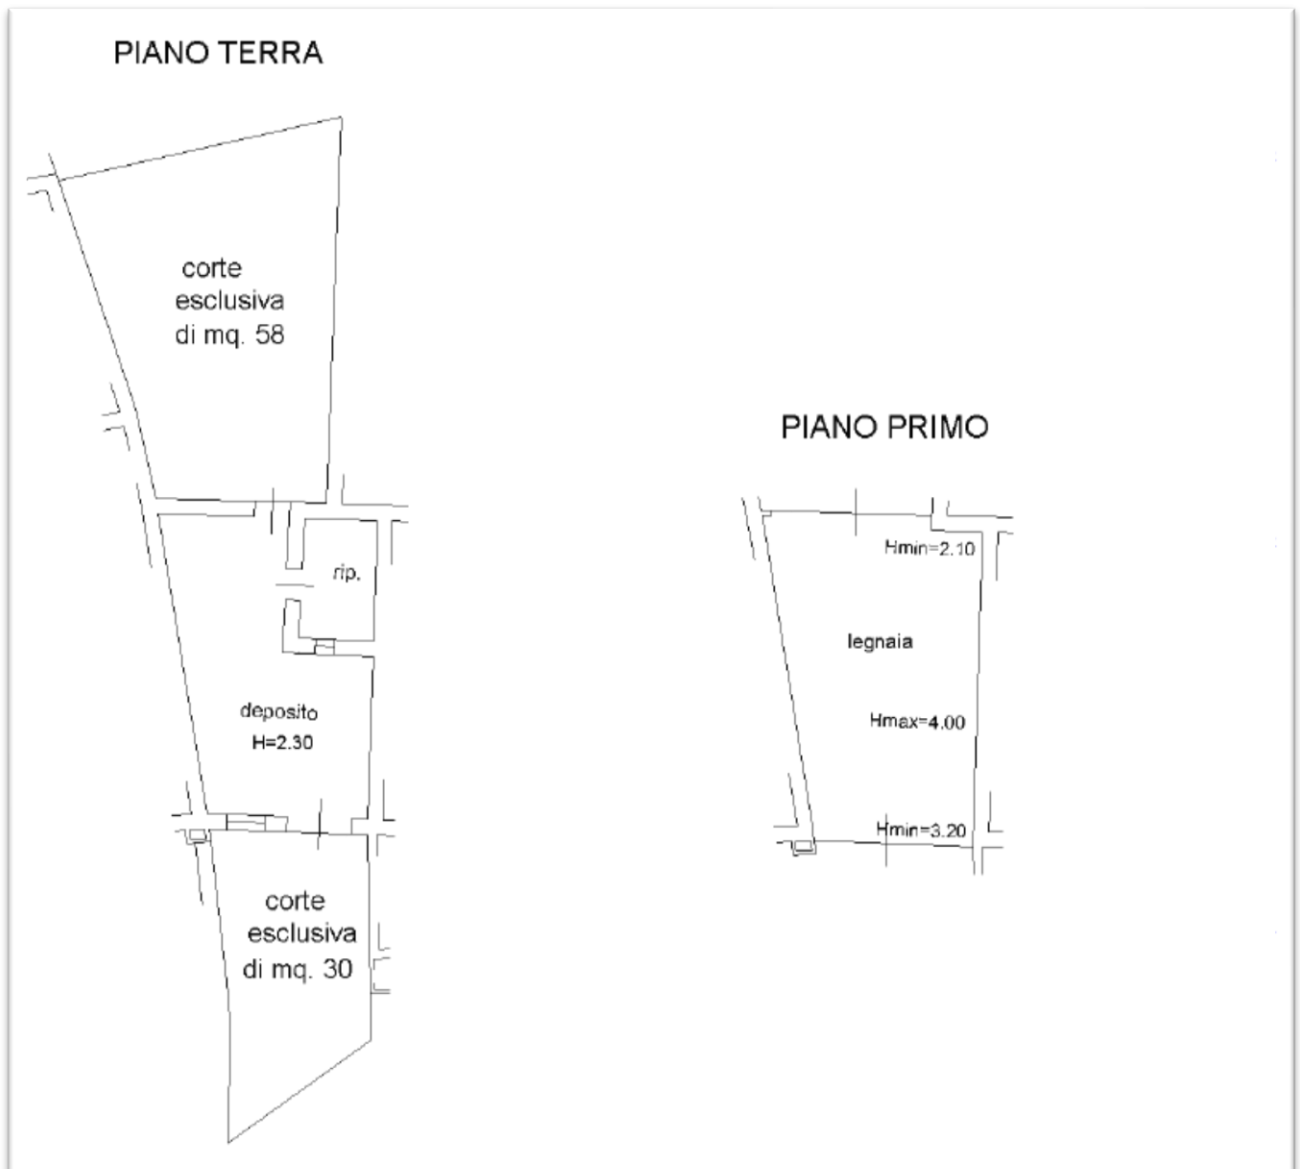 PIANO TERRA
corte
esclusiva
di mq. 58
rip.
deposito
H=2.30
corte
esclusiva
di mq. 30
PIANO PRIMO
Hmin=2.10
legnaia
Hmax=4.00
Hmin=3.20